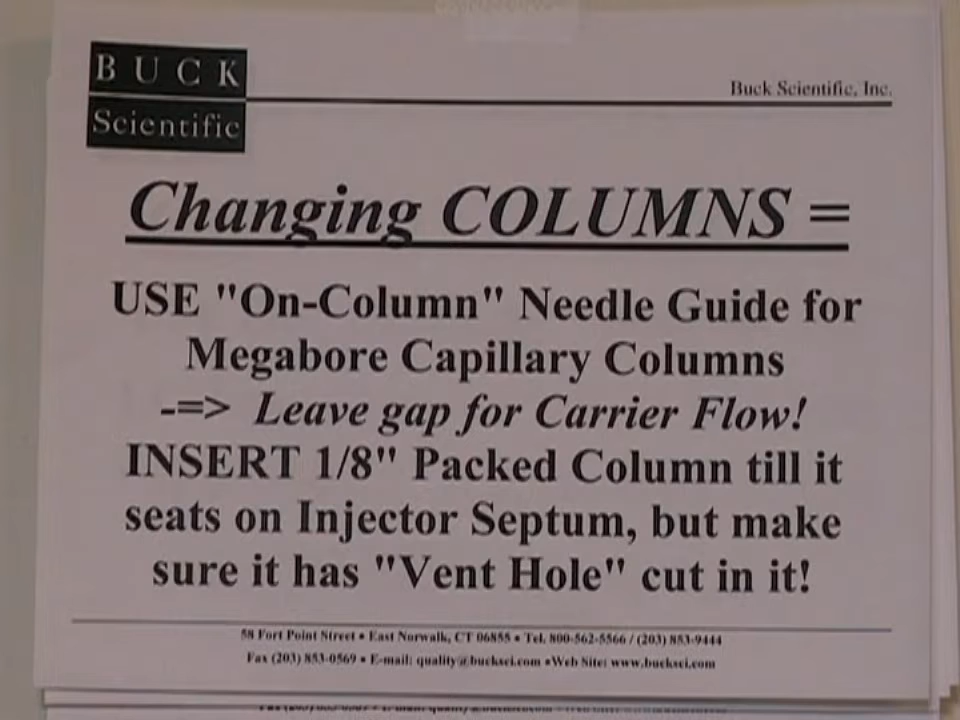 BUCK
Scientific
Buck Scientific, Inc.
Changing COLUMNS =
USE "On-Column" Needle Guide for
Megabore Capillary Columns
-=> Leave gap for Carrier Flow!
INSERT 1/8" Packed Column till it
seats on Injector Septum, but make
sure it has "Vent Hole" cut in it!
58 Fort Point Street • East Norwalk, CT 06855 • Tel. 800-562-5566 / (203) 853-9444
Fax (203) 853-0569 • E-mail: quality@bucksci.com •Web Site: www.bucksci.com